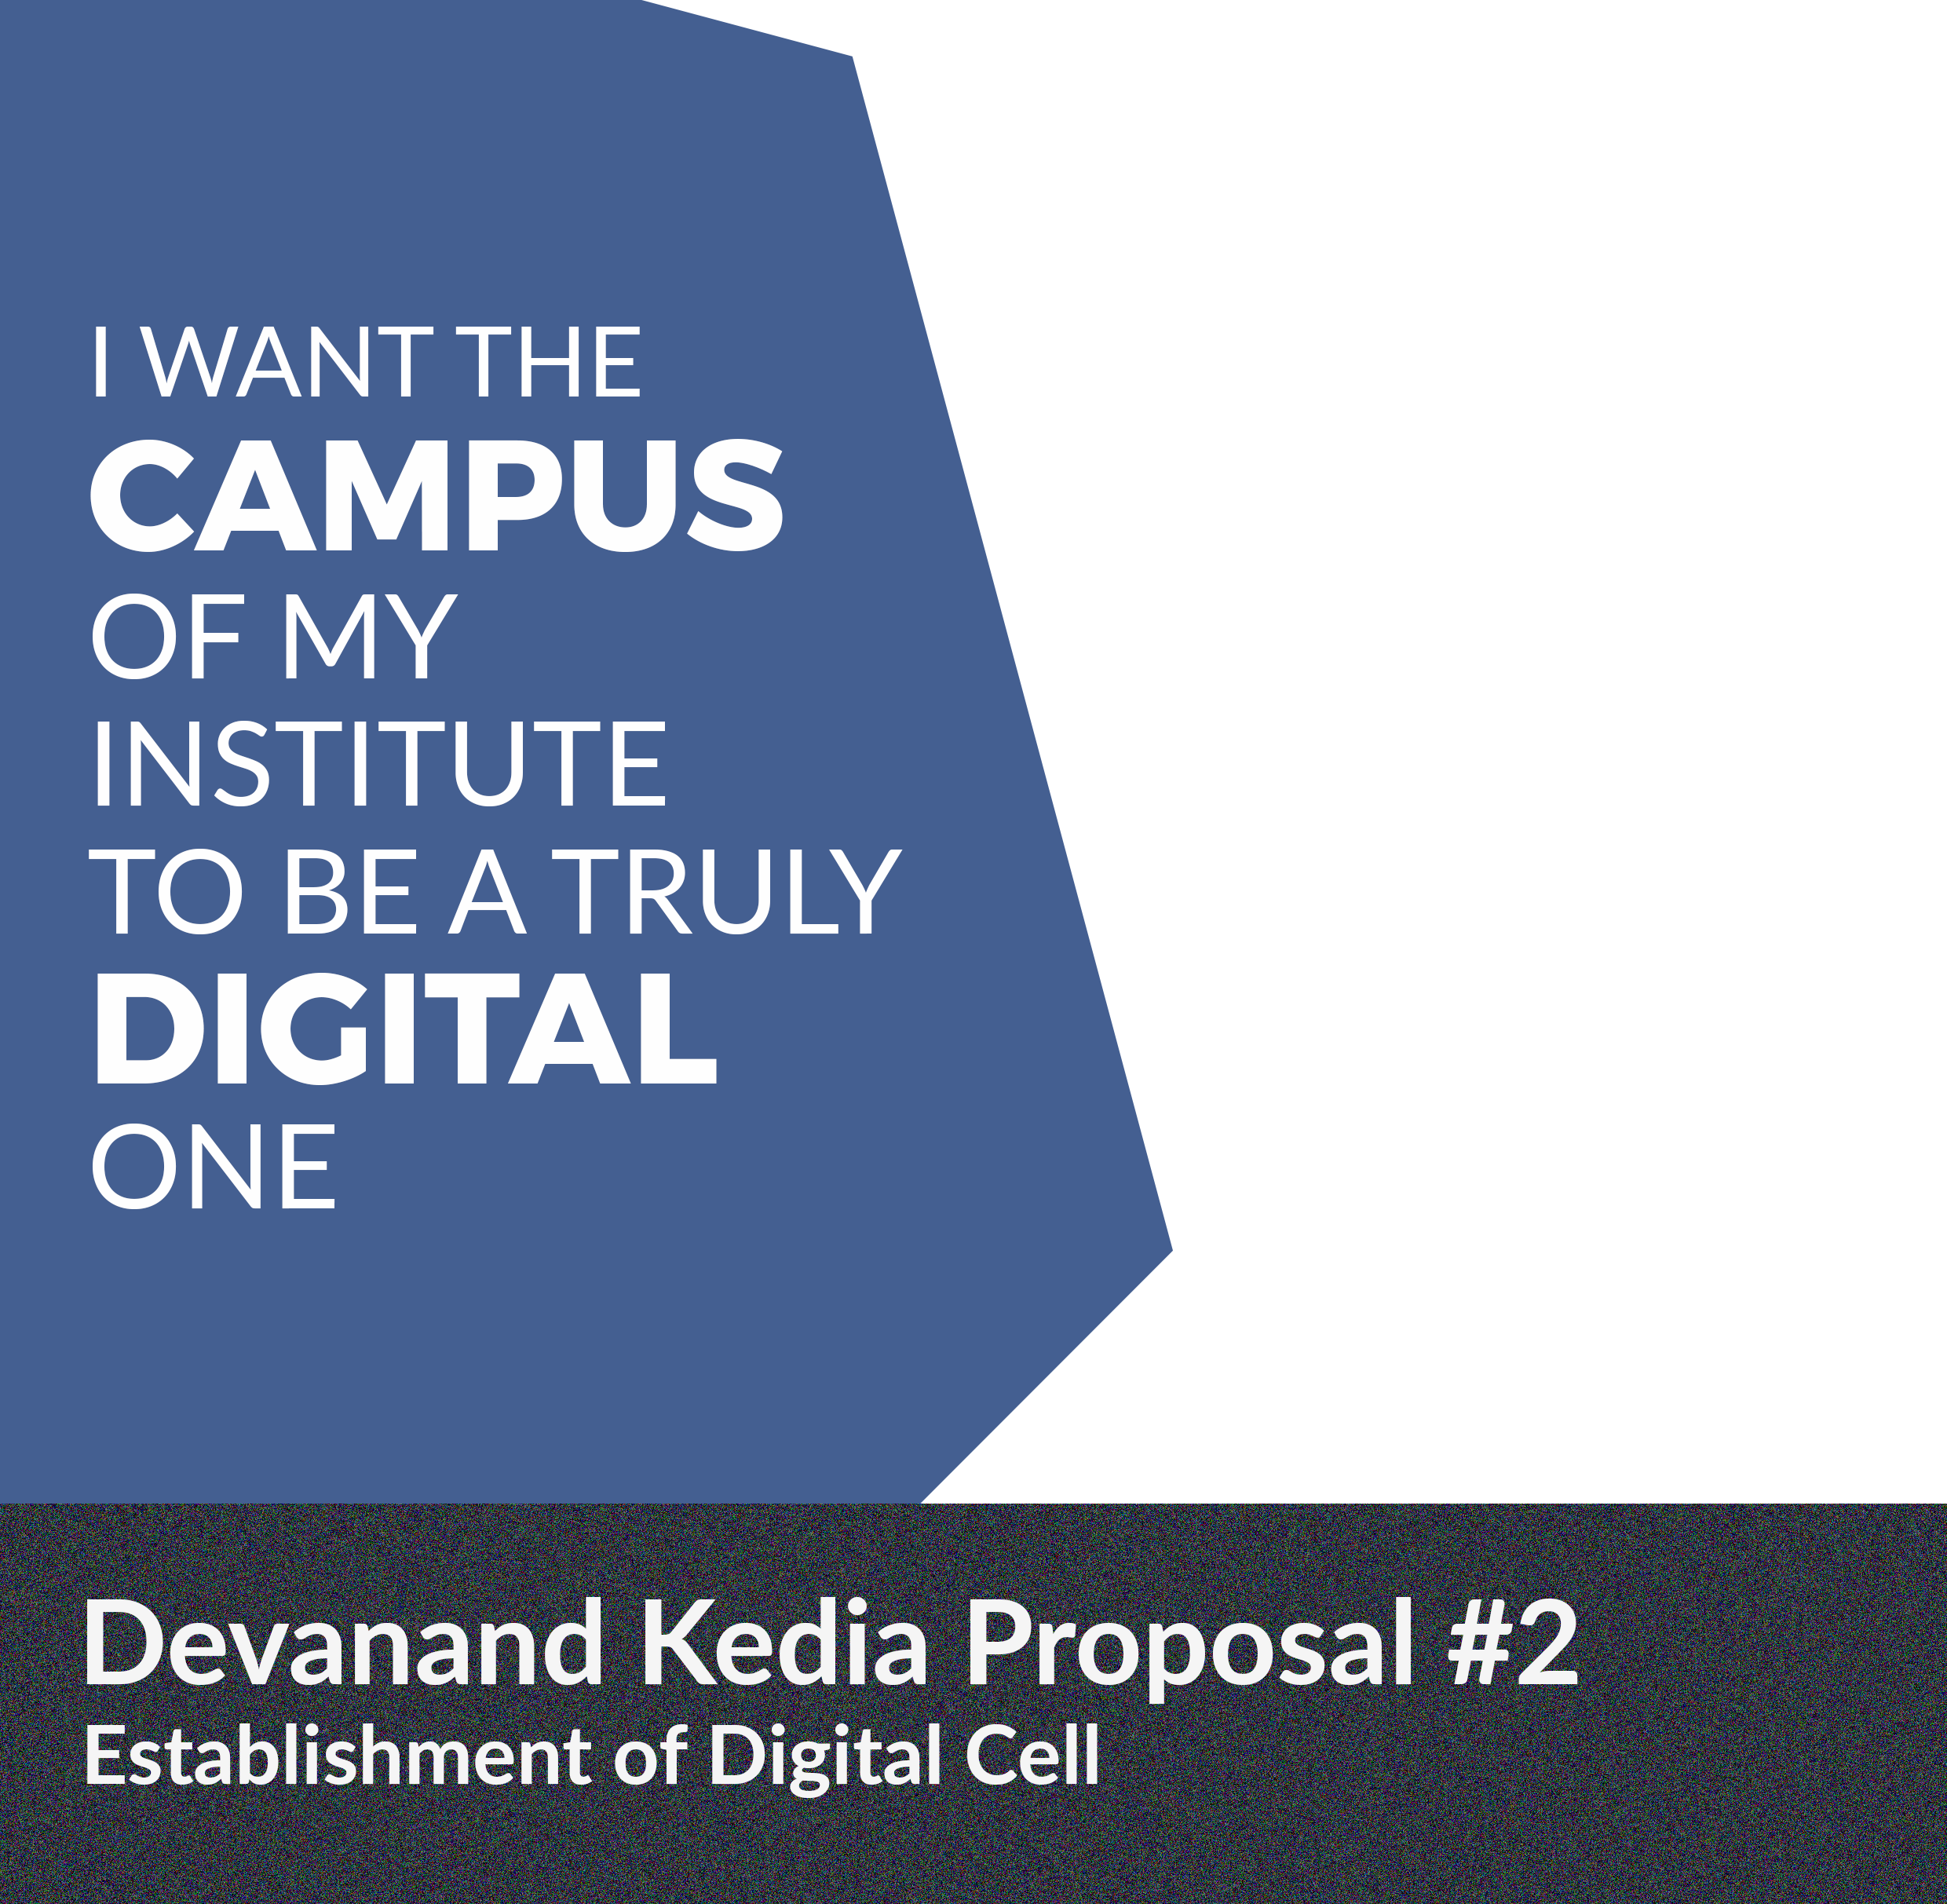 I WANT THE
CAMPUS
OF MY
INSTITUTE
TO BE A TRULY
DIGITAL
ONE
Devanand Kedia Proposal #2
Establishment of Digital Cell